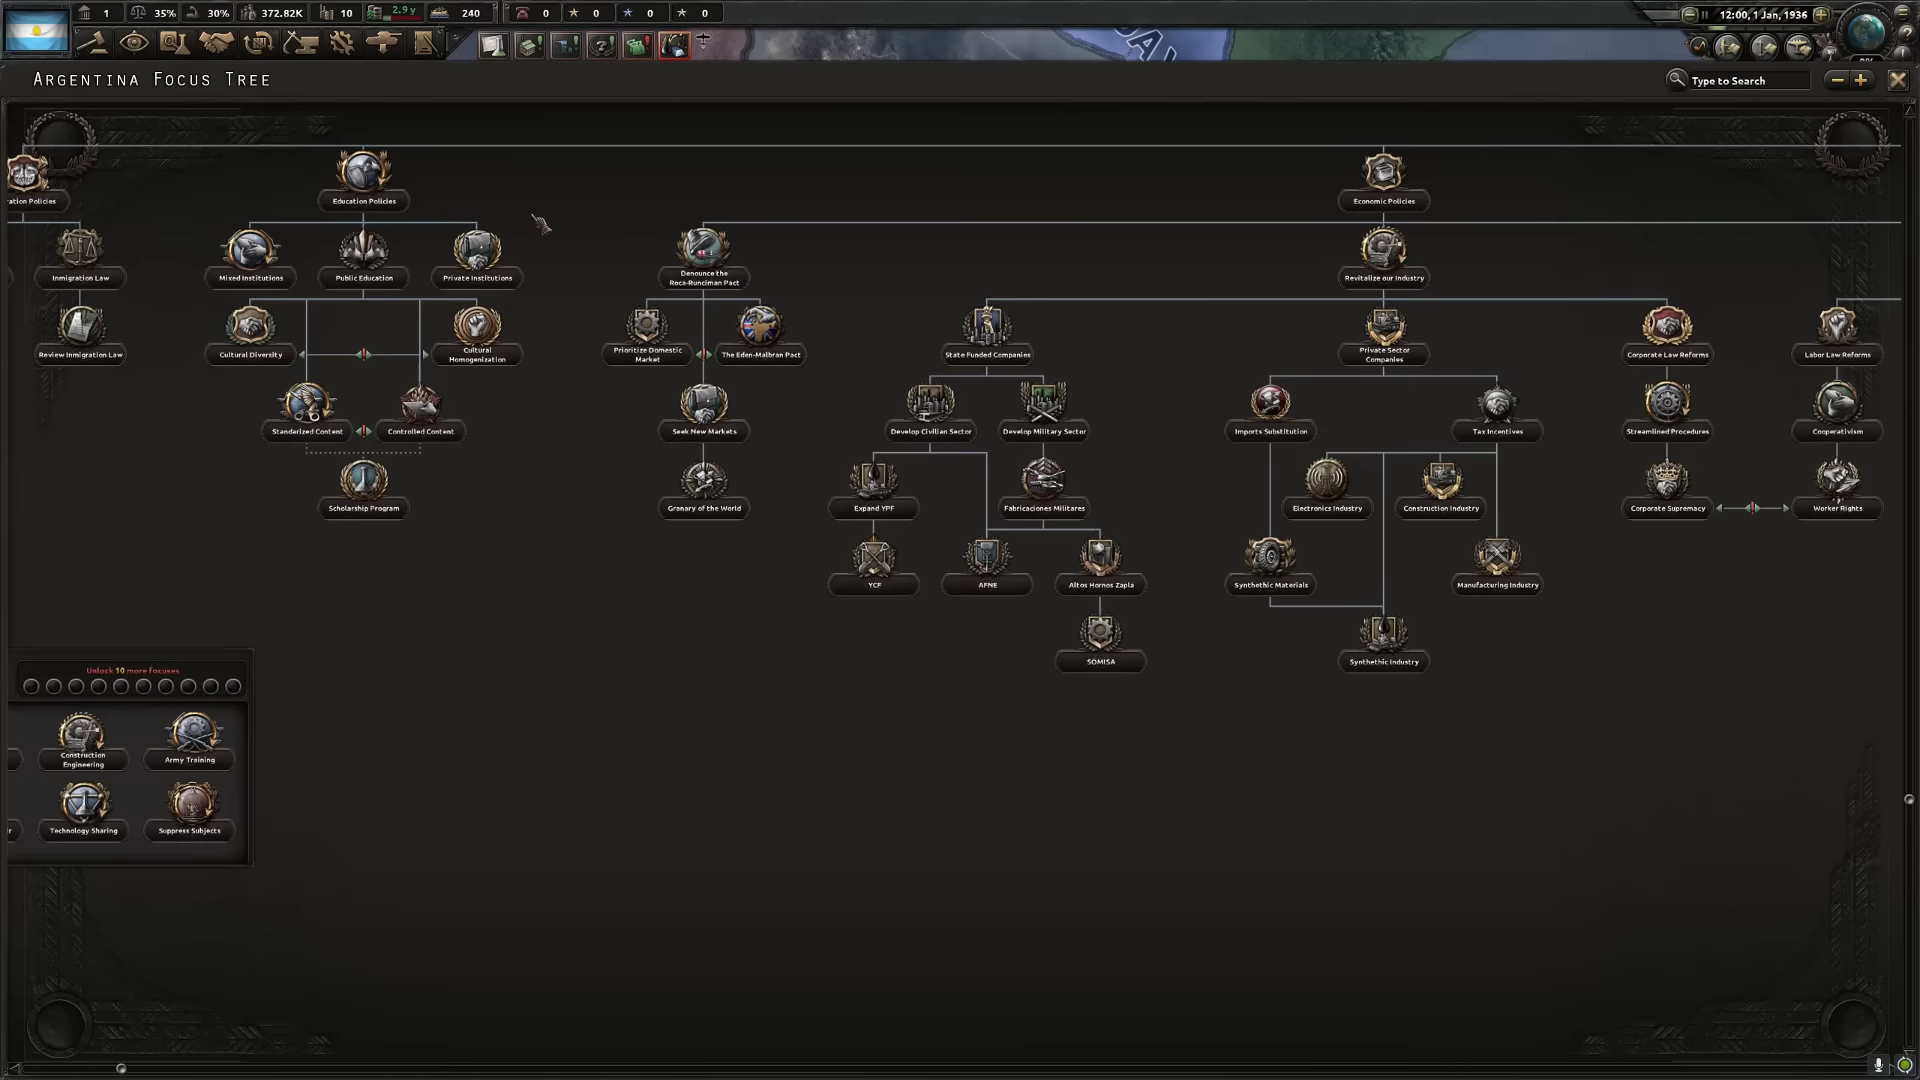 1 35% 30% 372.82K 10 2.9 y 240 0 0 0 0
12:00, 1 Jan, 1936
Argentina Focus Tree
Type to Search
ration Policies
Education Policies
Economic Policies
Inmigration Law
Mixed Institutions
Public Education
Private Institutions
Denounce the
Roca-Runciman Pact
Revitalize our Industry
Review Inmigration Law
Cultural Diversity
Cultural
Homogenization
Prioritize Domestic
Market
The Eden-Malbran Pact
State Funded Companies
Private Sector
Companies
Corporate Law Reforms
Labor Law Reforms
Standarized Content
Controlled Content
Seek New Markets
Develop Civilian Sector
Develop Military Sector
Imports Substitution
Tax Incentives
Streamlined Procedures
Cooperativism
Scholarship Program
Granary of the World
Expand YPF
Fabricaciones Militares
Electronics Industry
Construction Industry
Corporate Supremacy
Worker Rights
YCF
AFNE
Altos Hornos Zapla
Synthethic Materials
Manufacturing Industry
SOMISA
Synthethic Industry
Unlock 10 more focuses
Construction
Engineering
Army Training
Technology Sharing
Suppress Subjects